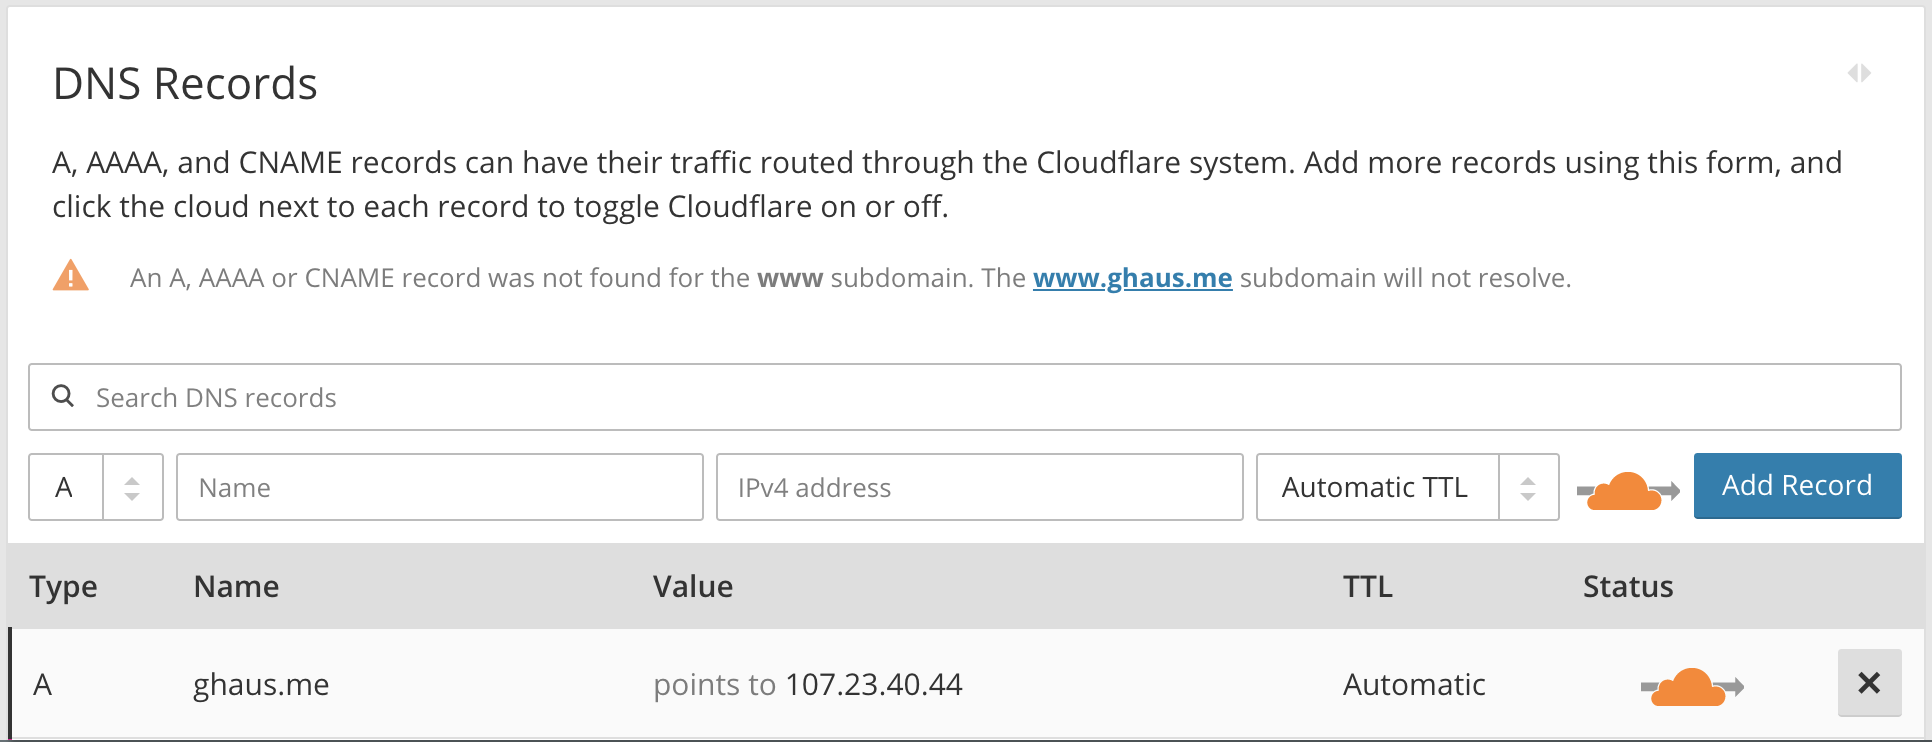 DNS Records
A, AAAA, and CNAME records can have their traffic routed through the Cloudflare system. Add more records using this form, and
click the cloud next to each record to toggle Cloudflare on or off.
An A, AAAA or CNAME record was not found for the www subdomain. The www.ghaus.me subdomain will not resolve.
Search DNS records
A Name IPv4 address Automatic TTL Add Record
Type Name Value TTL Status
A ghaus.me points to 107.23.40.44 Automatic